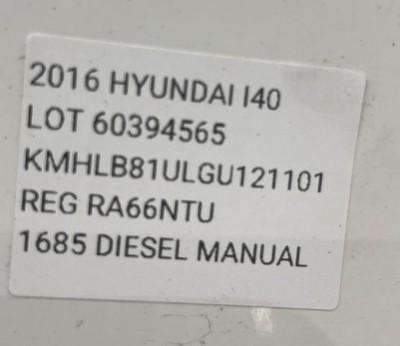 2016 HYUNDAI I40
LOT 60394565
KMHLB81ULGU121101
REG RA66NTU
1685 DIESEL MANUAL